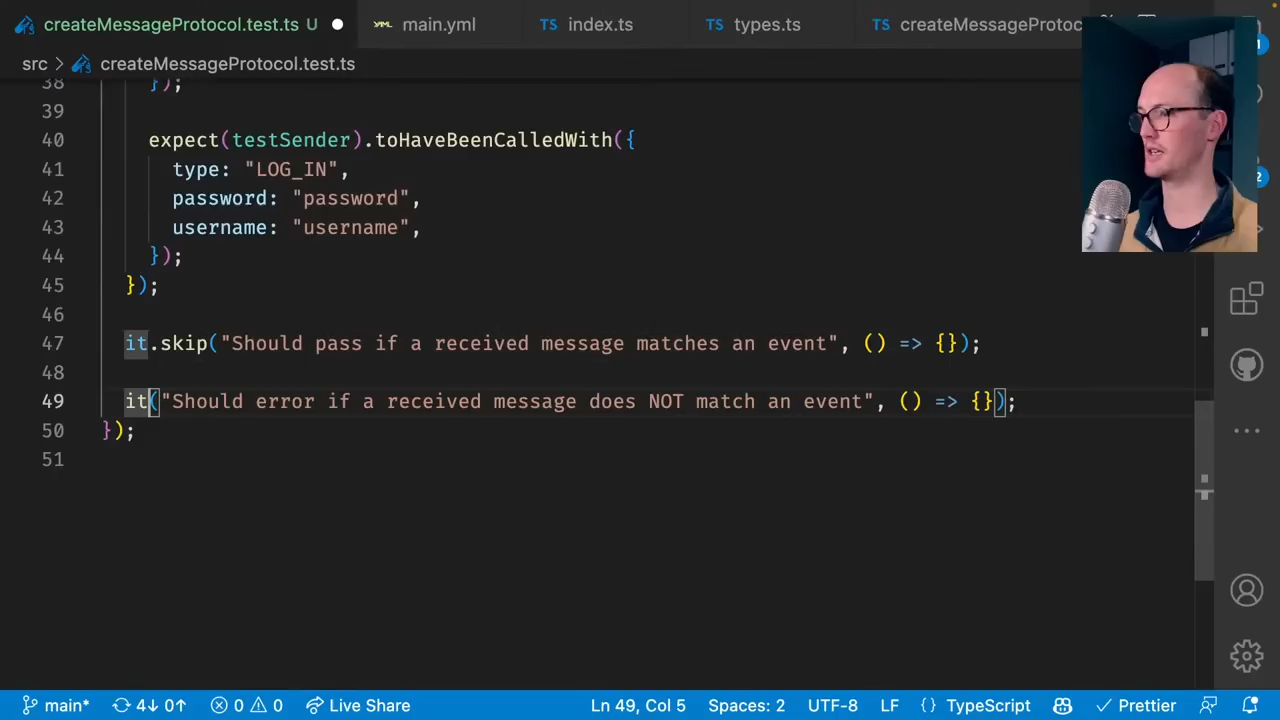 createMessageProtocol.test.ts U
main.yml
TS index.ts
TS types.ts
TS createMessageProtoc
src > createMessageProtocol.test.ts
38 });
39
40 expect(testSender).toHaveBeenCalledWith({
41 type: "LOG_IN",
42 password: "password",
43 username: "username",
44 });
45 });
46
47 it.skip("Should pass if a received message matches an event", () => {});
48
49 it("Should error if a received message does NOT match an event", () => {});
50 });
51
main* 4↓ 0↑ 0 0 Live Share Ln 49, Col 5 Spaces: 2 UTF-8 LF {} TypeScript Prettier